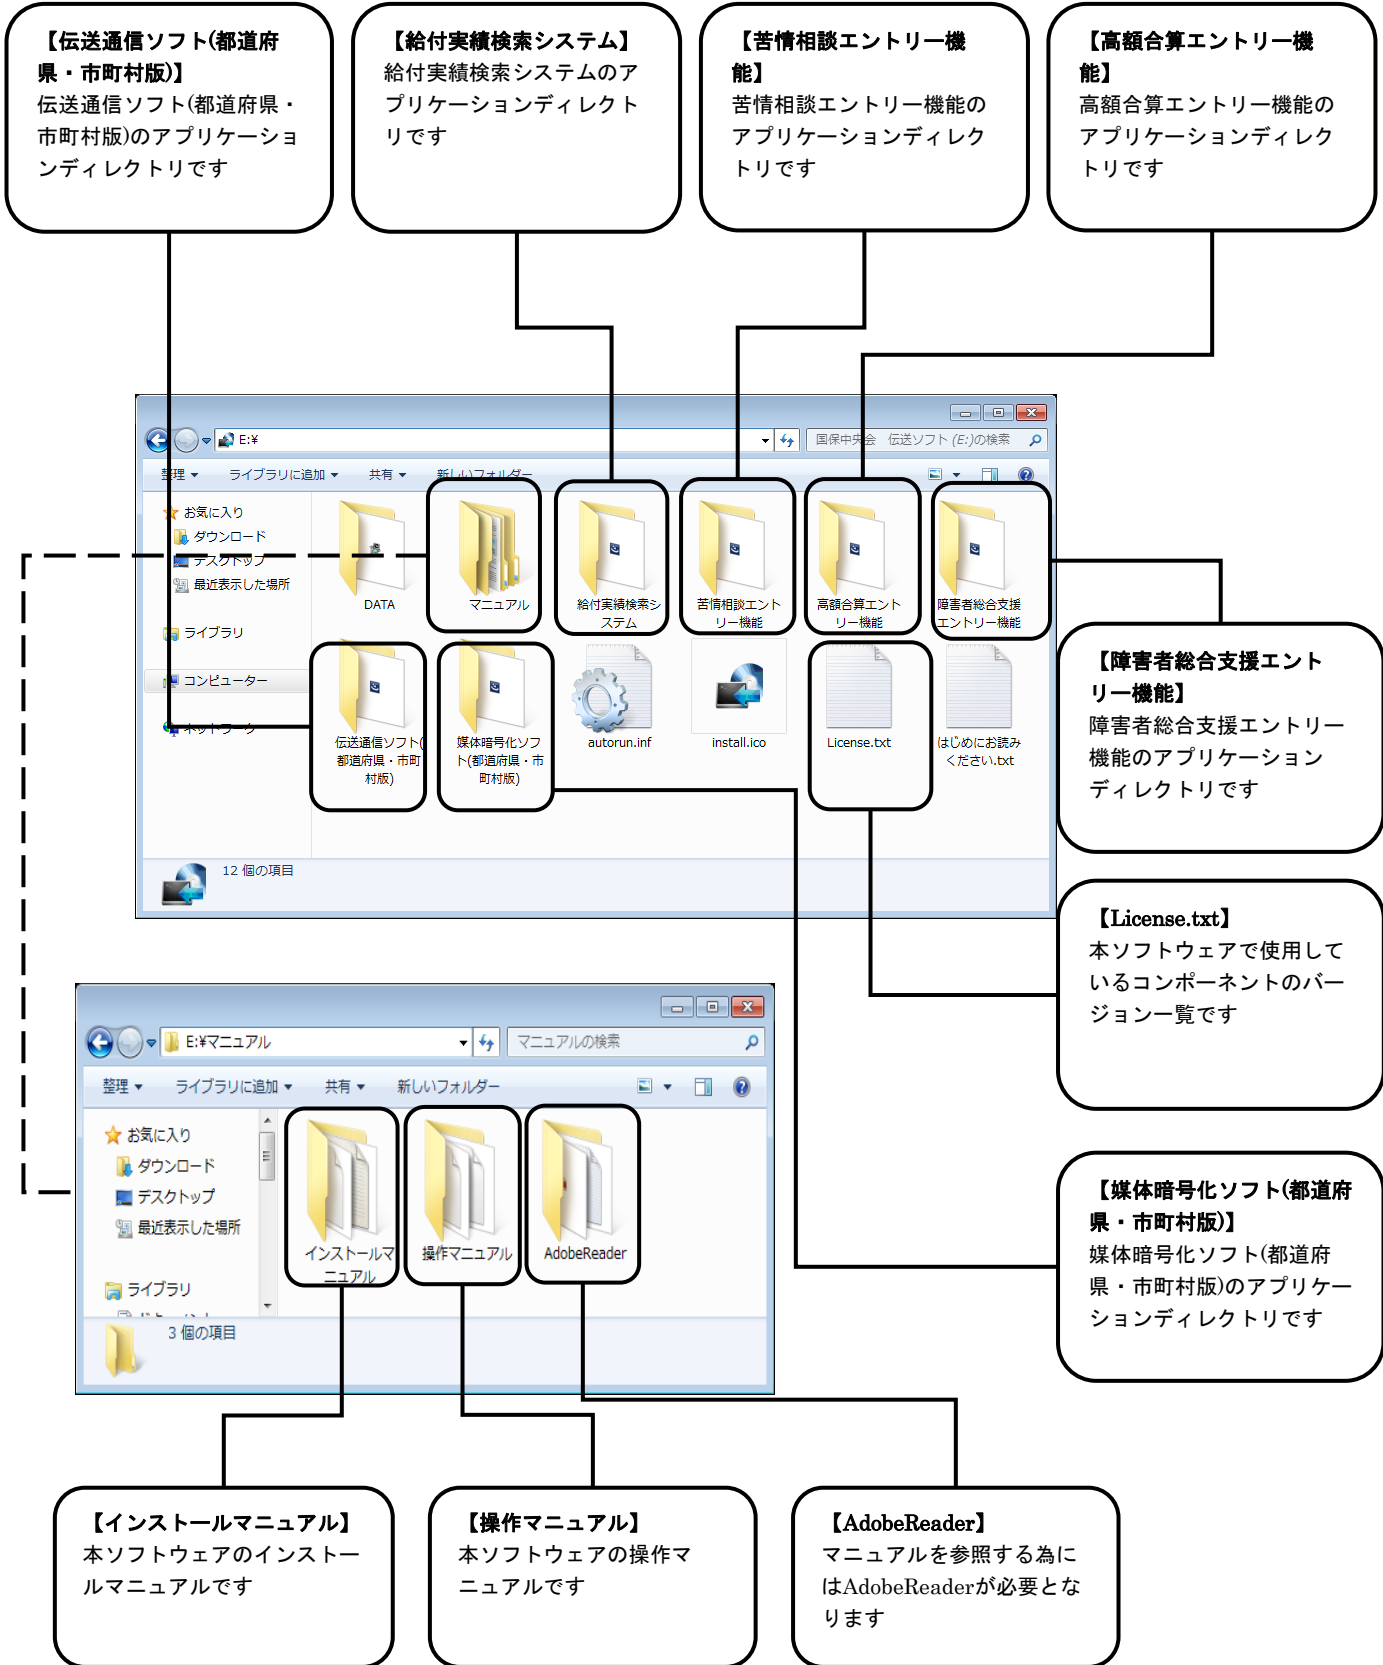 【伝送通信ソフト(都道府
県・市町村版)】
伝送通信ソフト(都道府県・
市町村版)のアプリケーショ
ンディレクトリです
【給付実績検索システム】
給付実績検索システムのア
プリケーションディレクト
リです
【苦情相談エントリー機
能】
苦情相談エントリー機能の
アプリケーションディレク
トリです
【高額合算エントリー機
能】
高額合算エントリー機能の
アプリケーションディレク
トリです
E:¥
国保中央会 伝送ソフト (E:)の検索
整理
ライブラリに追加
共有
新しいフォルダー
お気に入り
ダウンロード
デスクトップ
最近表示した場所
ライブラリ
コンピューター
ネットワーク
DATA
マニュアル
給付実績検索シ
ステム
苦情相談エント
リー機能
高額合算エント
リー機能
障害者総合支援
エントリー機能
伝送通信ソフト(
都道府県・市町
村版)
媒体暗号化ソフ
ト(都道府県・市
町村版)
autorun.inf
install.ico
License.txt
はじめにお読み
ください.txt
12 個の項目
【障害者総合支援エント
リー機能】
障害者総合支援エントリー
機能のアプリケーション
ディレクトリです
【License.txt】
本ソフトウェアで使用して
いるコンポーネントのバー
ジョン一覧です
【媒体暗号化ソフト(都道府
県・市町村版)】
媒体暗号化ソフト(都道府
県・市町村版)のアプリケー
ションディレクトリです
E:¥マニュアル
マニュアルの検索
整理
ライブラリに追加
共有
新しいフォルダー
お気に入り
ダウンロード
デスクトップ
最近表示した場所
ライブラリ
インストールマ
ニュアル
操作マニュアル
AdobeReader
3 個の項目
【インストールマニュアル】
本ソフトウェアのインストー
ルマニュアルです
【操作マニュアル】
本ソフトウェアの操作マ
ニュアルです
【AdobeReader】
マニュアルを参照する為に
はAdobeReaderが必要とな
ります